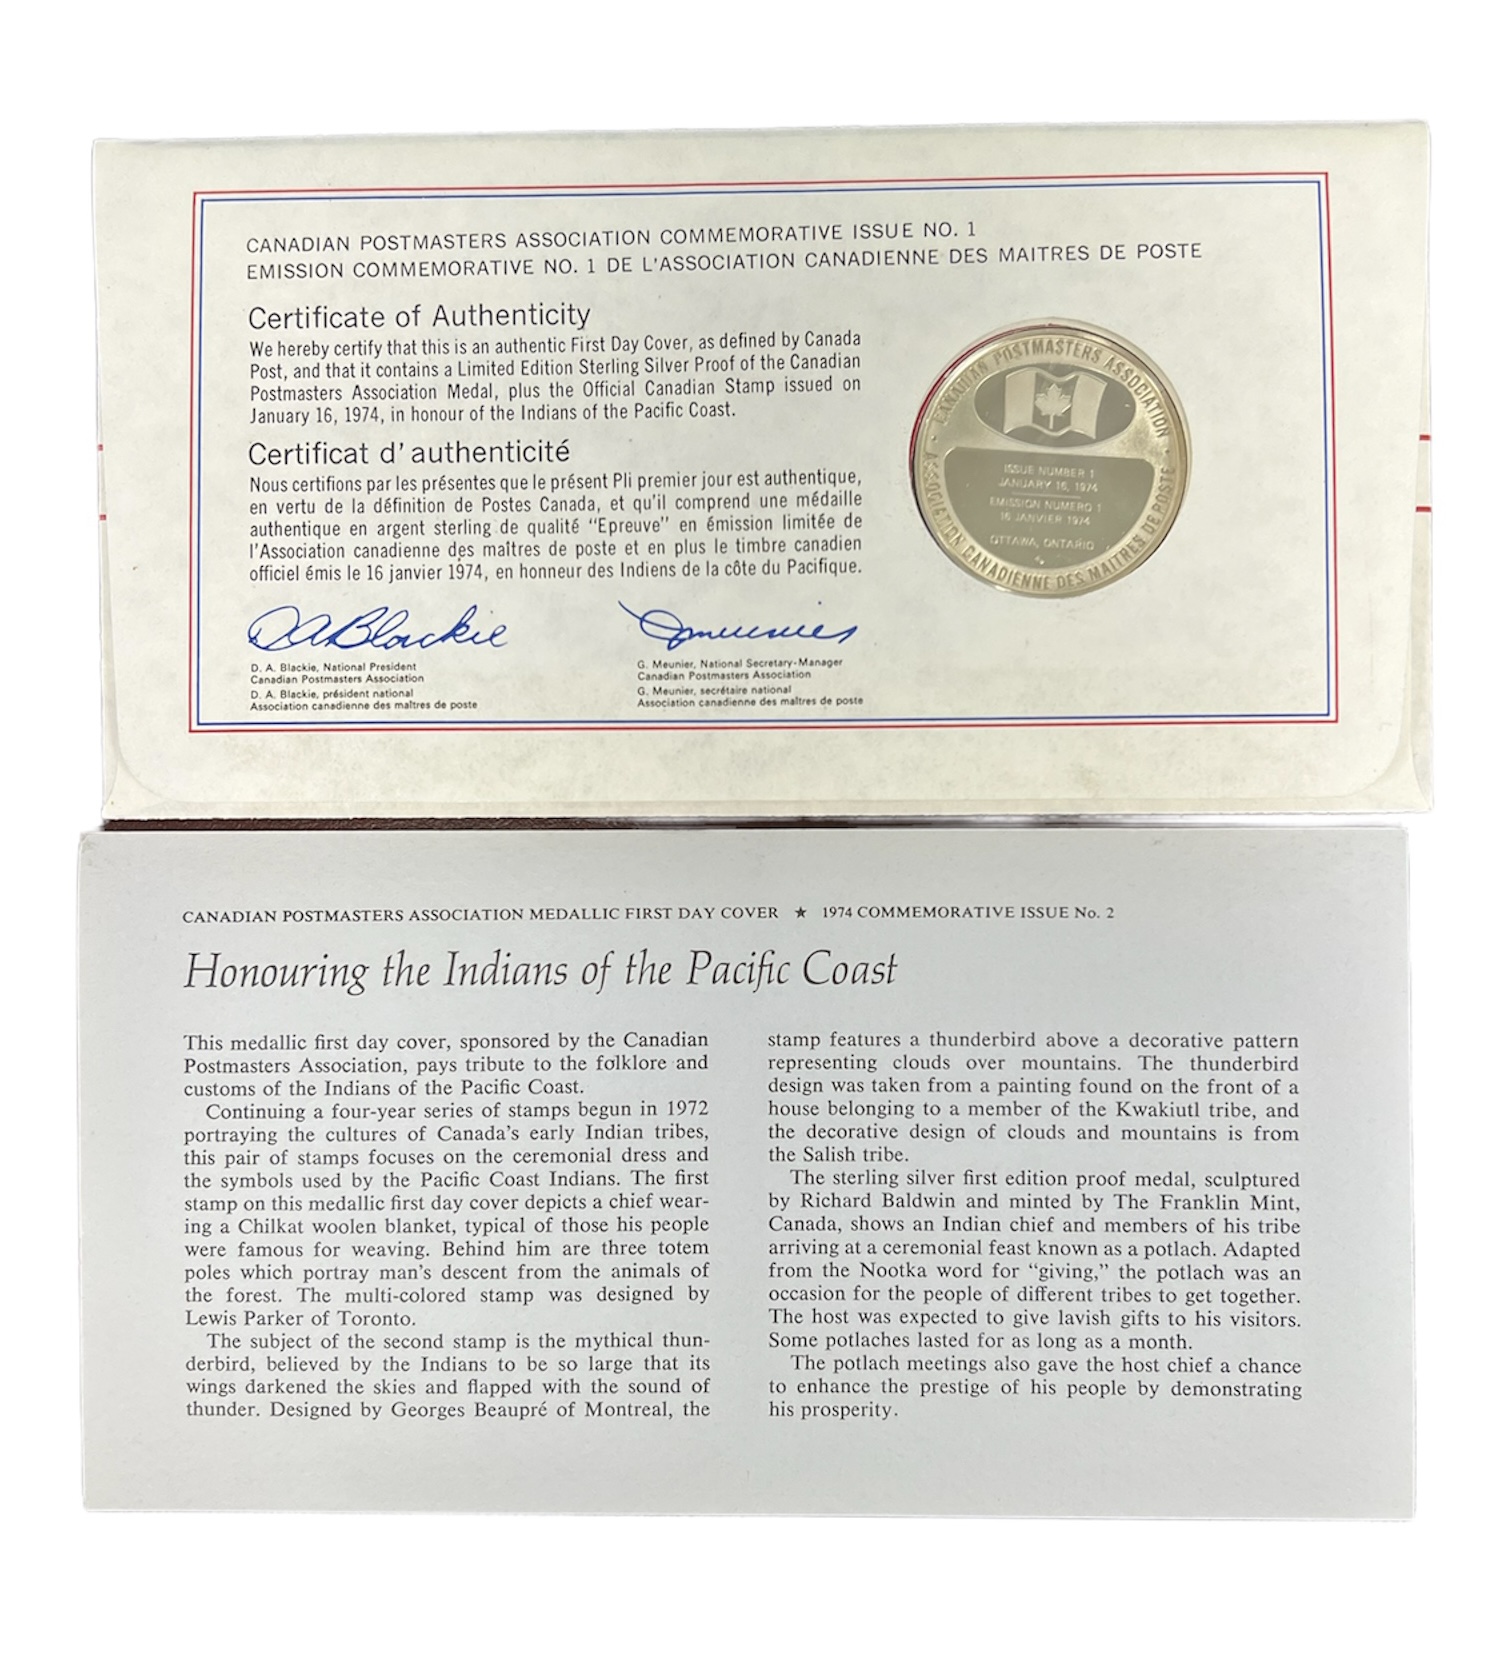 CANADIAN POSTMASTERS ASSOCIATION COMMEMORATIVE ISSUE NO. 1
EMISSION COMMEMORATIVE NO. 1 DE L'ASSOCIATION CANADIENNE DES MAITRES DE POSTE
Certificate of Authenticity
We hereby certify that this is an authentic First Day Cover, as defined by Canada
Post, and that it contains a Limited Edition Sterling Silver Proof of the Canadian
Postmasters Association Medal, plus the Official Canadian Stamp issued on
January 16, 1974, in honour of the Indians of the Pacific Coast.
Certificat d'authenticité
Nous certifions par les présentes que le présent Pli premier jour est authentique,
en vertu de la définition de Postes Canada, et qu'il comprend une médaille
authentique en argent sterling de qualité "Epreuve" en émission limitée de
l'Association canadienne des maîtres de poste et en plus le timbre canadien
officiel émis le 16 janvier 1974, en honneur des Indiens de la côte du Pacifique.
DABlackie
GMeunier
D. A. Blackie, National President
Canadian Postmasters Association
D. A. Blackie, président national
Association canadienne des maîtres de poste
G. Meunier, National Secretary-Manager
Canadian Postmasters Association
G. Meunier, secrétaire national
Association canadienne des maîtres de poste
CANADIAN POSTMASTERS ASSOCIATION
ISSUE NUMBER 1
JANUARY 16, 1974
EMISSION NUMERO 1
16 JANVIER 1974
OTTAWA, ONTARIO
ASSOCIATION CANADIENNE DES MAITRES DE POSTE
CANADIAN POSTMASTERS ASSOCIATION MEDALLIC FIRST DAY COVER ★ 1974 COMMEMORATIVE ISSUE No. 2
Honouring the Indians of the Pacific Coast
This medallic first day cover, sponsored by the Canadian
Postmasters Association, pays tribute to the folklore and
customs of the Indians of the Pacific Coast.
Continuing a four-year series of stamps begun in 1972
portraying the cultures of Canada's early Indian tribes,
this pair of stamps focuses on the ceremonial dress and
the symbols used by the Pacific Coast Indians. The first
stamp on this medallic first day cover depicts a chief wear-
ing a Chilkat woolen blanket, typical of those his people
were famous for weaving. Behind him are three totem
poles which portray man's descent from the animals of
the forest. The multi-colored stamp was designed by
Lewis Parker of Toronto.
The subject of the second stamp is the mythical thun-
derbird, believed by the Indians to be so large that its
wings darkened the skies and flapped with the sound of
thunder. Designed by Georges Beaupré of Montreal, the
stamp features a thunderbird above a decorative pattern
representing clouds over mountains. The thunderbird
design was taken from a painting found on the front of a
house belonging to a member of the Kwakiutl tribe, and
the decorative design of clouds and mountains is from
the Salish tribe.
The sterling silver first edition proof medal, sculptured
by Richard Baldwin and minted by The Franklin Mint,
Canada, shows an Indian chief and members of his tribe
arriving at a ceremonial feast known as a potlach. Adapted
from the Nootka word for "giving," the potlach was an
occasion for the people of different tribes to get together.
The host was expected to give lavish gifts to his visitors.
Some potlaches lasted for as long as a month.
The potlach meetings also gave the host chief a chance
to enhance the prestige of his people by demonstrating
his prosperity.